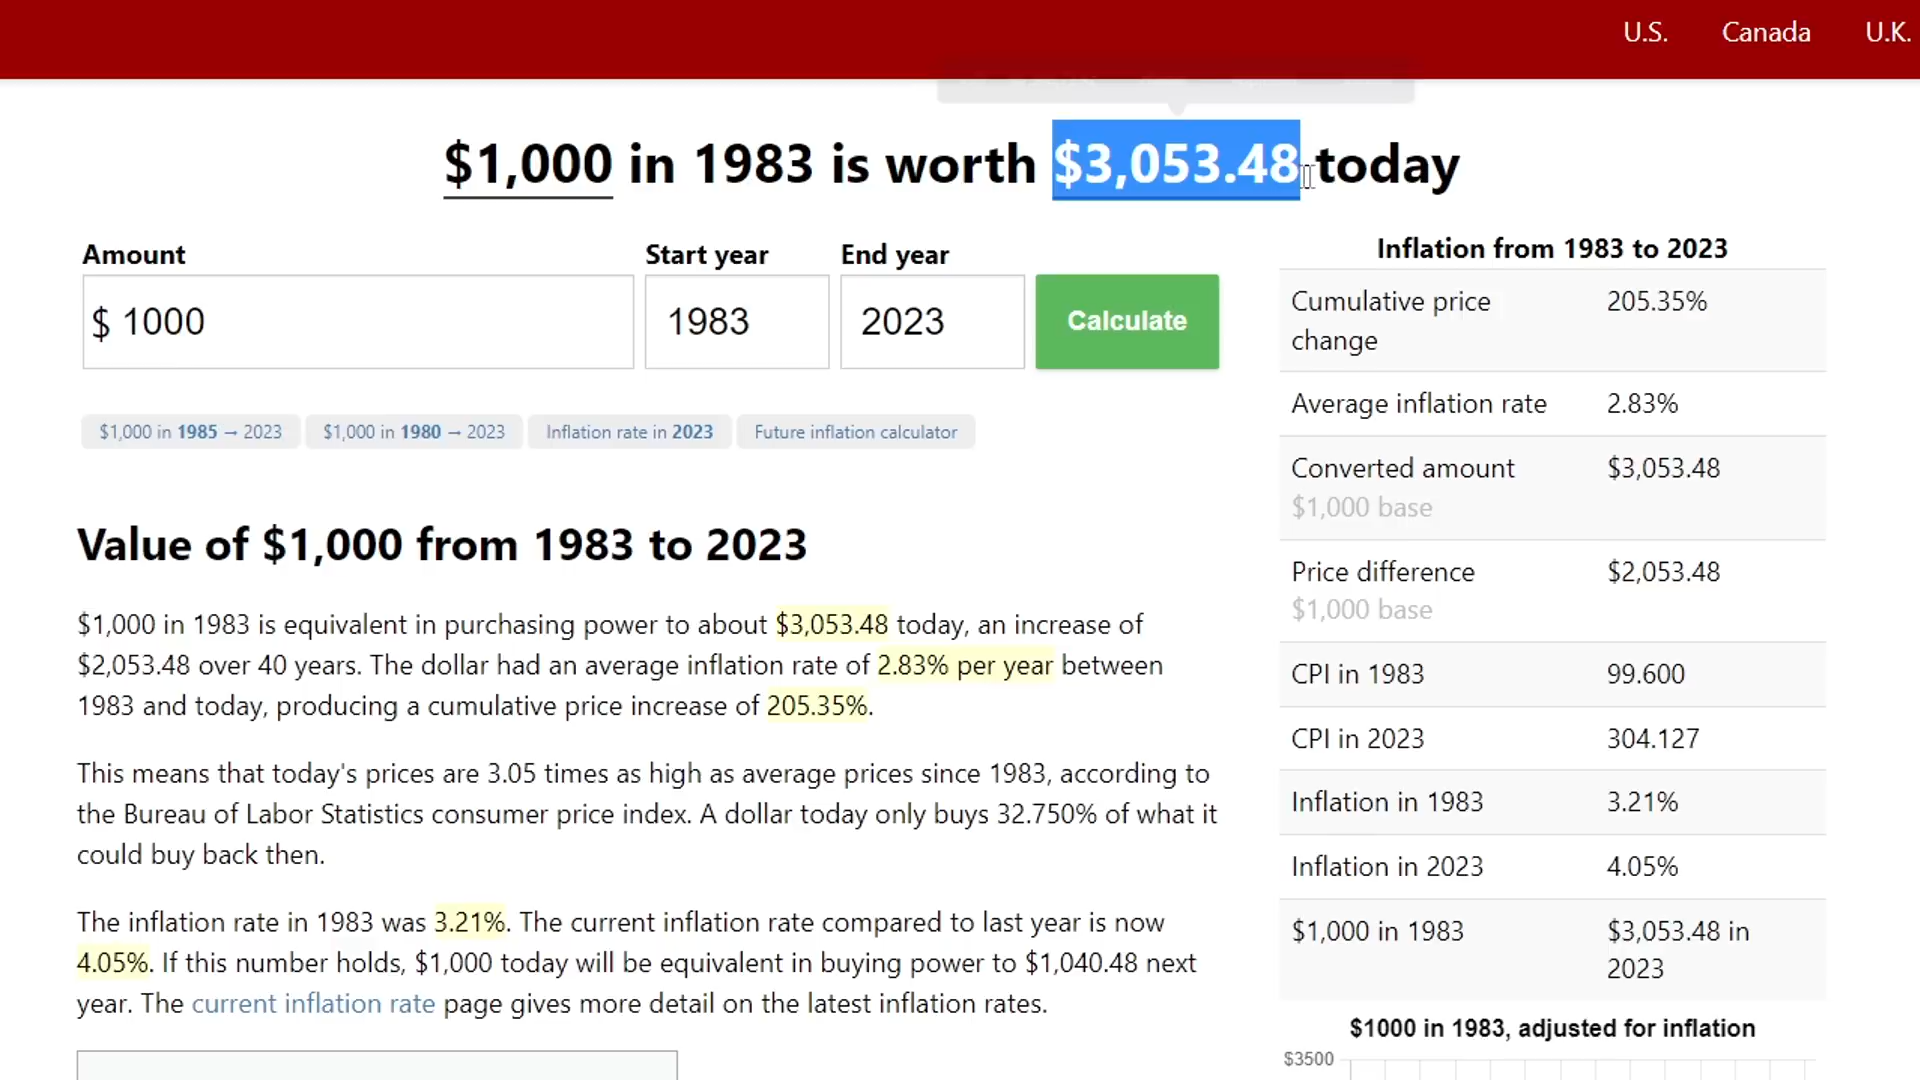 U.S. Canada U.K.
$1,000 in 1983 is worth $3,053.48 today
Amount Start year End year
$ 1000 1983 2023 Calculate
$1,000 in 1985 → 2023 $1,000 in 1980 → 2023 Inflation rate in 2023 Future inflation calculator
Value of $1,000 from 1983 to 2023
$1,000 in 1983 is equivalent in purchasing power to about $3,053.48 today, an increase of
$2,053.48 over 40 years. The dollar had an average inflation rate of 2.83% per year between
1983 and today, producing a cumulative price increase of 205.35%.
This means that today's prices are 3.05 times as high as average prices since 1983, according to
the Bureau of Labor Statistics consumer price index. A dollar today only buys 32.750% of what it
could buy back then.
The inflation rate in 1983 was 3.21%. The current inflation rate compared to last year is now
4.05%. If this number holds, $1,000 today will be equivalent in buying power to $1,040.48 next
year. The current inflation rate page gives more detail on the latest inflation rates.
Inflation from 1983 to 2023
Cumulative price 205.35%
change
Average inflation rate 2.83%
Converted amount $3,053.48
$1,000 base
Price difference $2,053.48
$1,000 base
CPI in 1983 99.600
CPI in 2023 304.127
Inflation in 1983 3.21%
Inflation in 2023 4.05%
$1,000 in 1983 $3,053.48 in
2023
$1000 in 1983, adjusted for inflation
$3500